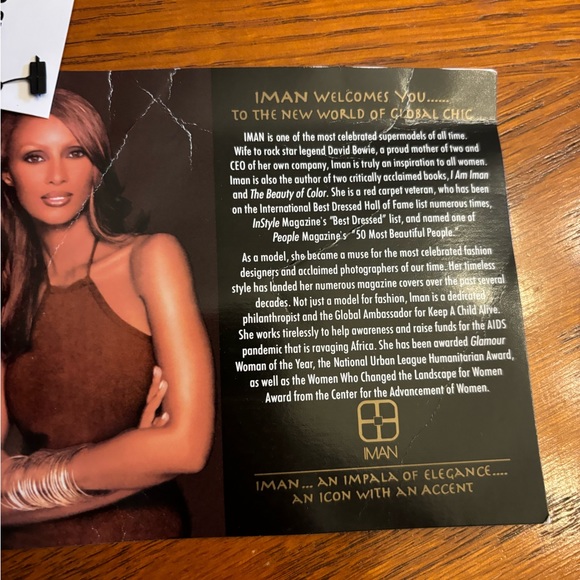 IMAN WELCOMES YOU......
TO THE NEW WORLD OF GLOBAL CHIC...
IMAN is one of the most celebrated supermodels of all time.
Wife to rock star legend David Bowie, a proud mother of two and
CEO of her own company, Iman is truly an inspiration to all women.
Iman is also the author of two critically acclaimed books, I Am Iman
and The Beauty of Color. She is a red carpet veteran, who has been
on the International Best Dressed Hall of Fame list numerous times,
InStyle Magazine's "Best Dressed" list, and named one of
People Magazine's "50 Most Beautiful People."
As a model, she became a muse for the most celebrated fashion
designers and acclaimed photographers of our time. Her timeless
style has landed her numerous magazine covers over the past several
decades. Not just a model for fashion, Iman is a dedicated
philanthropist and the Global Ambassador for Keep A Child Alive.
She works tirelessly to help awareness and raise funds for the AIDS
pandemic that is ravaging Africa. She has been awarded Glamour
Woman of the Year, the National Urban League Humanitarian Award,
as well as the Women Who Changed the Landscape for Women
Award from the Center for the Advancement of Women.
IMAN
IMAN... AN IMPALA OF ELEGANCE....
AN ICON WITH AN ACCENT